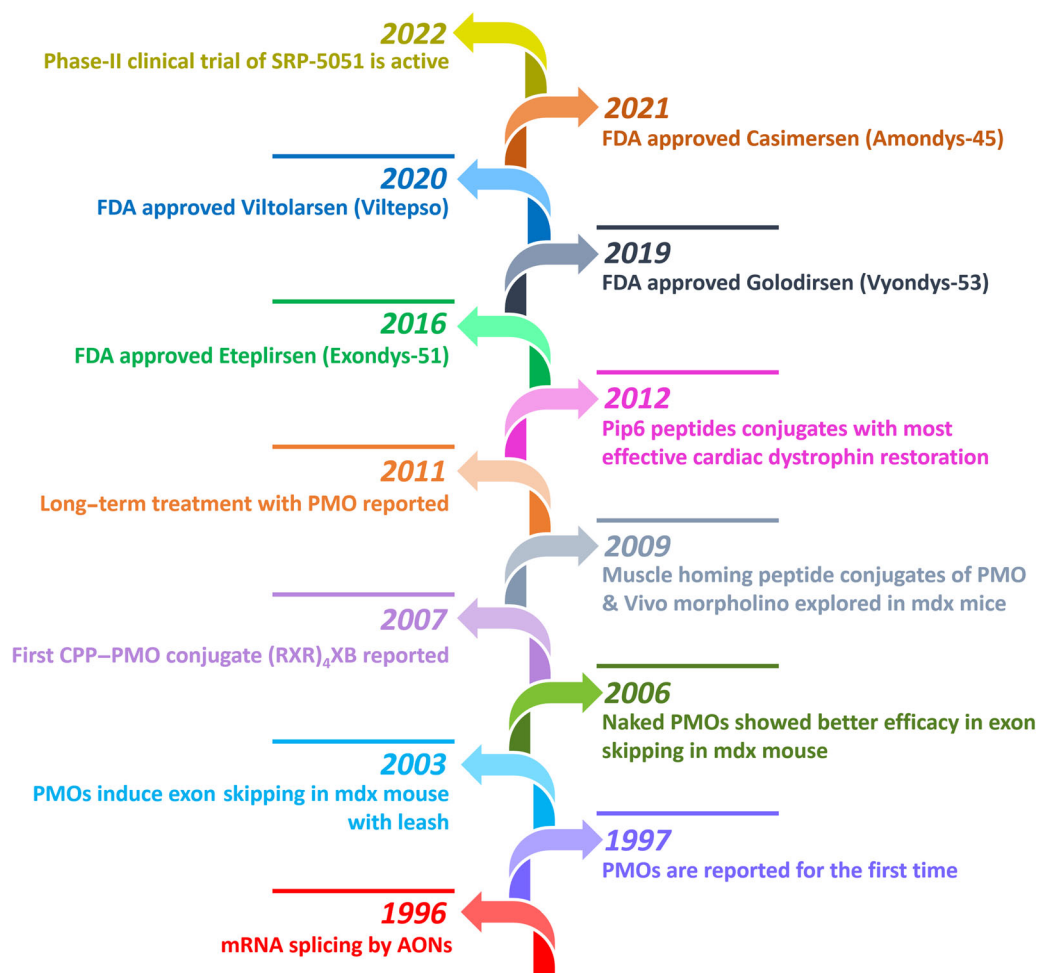 2022
Phase-II clinical trial of SRP-5051 is active
2021
FDA approved Casimersen (Amondys-45)
2020
FDA approved Viltolarsen (Viltepso)
2019
FDA approved Golodirsen (Vyondys-53)
2016
FDA approved Eteplirsen (Exondys-51)
2012
Pip6 peptides conjugates with most
effective cardiac dystrophin restoration
2011
Long–term treatment with PMO reported
2009
Muscle homing peptide conjugates of PMO
& Vivo morpholino explored in mdx mice
2007
First CPP–PMO conjugate (RXR)₄XB reported
2006
Naked PMOs showed better efficacy in exon
skipping in mdx mouse
2003
PMOs induce exon skipping in mdx mouse
with leash
1997
PMOs are reported for the first time
1996
mRNA splicing by AONs